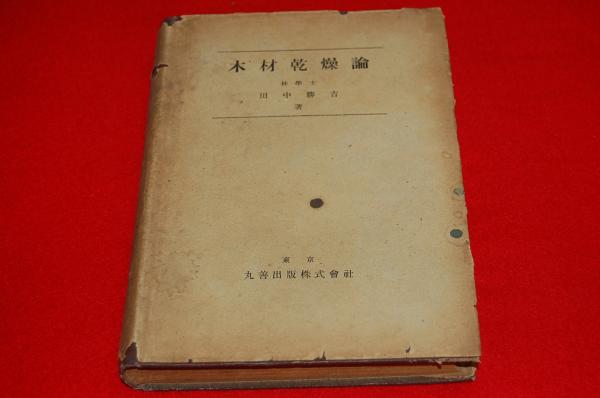 木材乾燥論
林學士
田中勝吉
著
東京
丸善出版株式會社